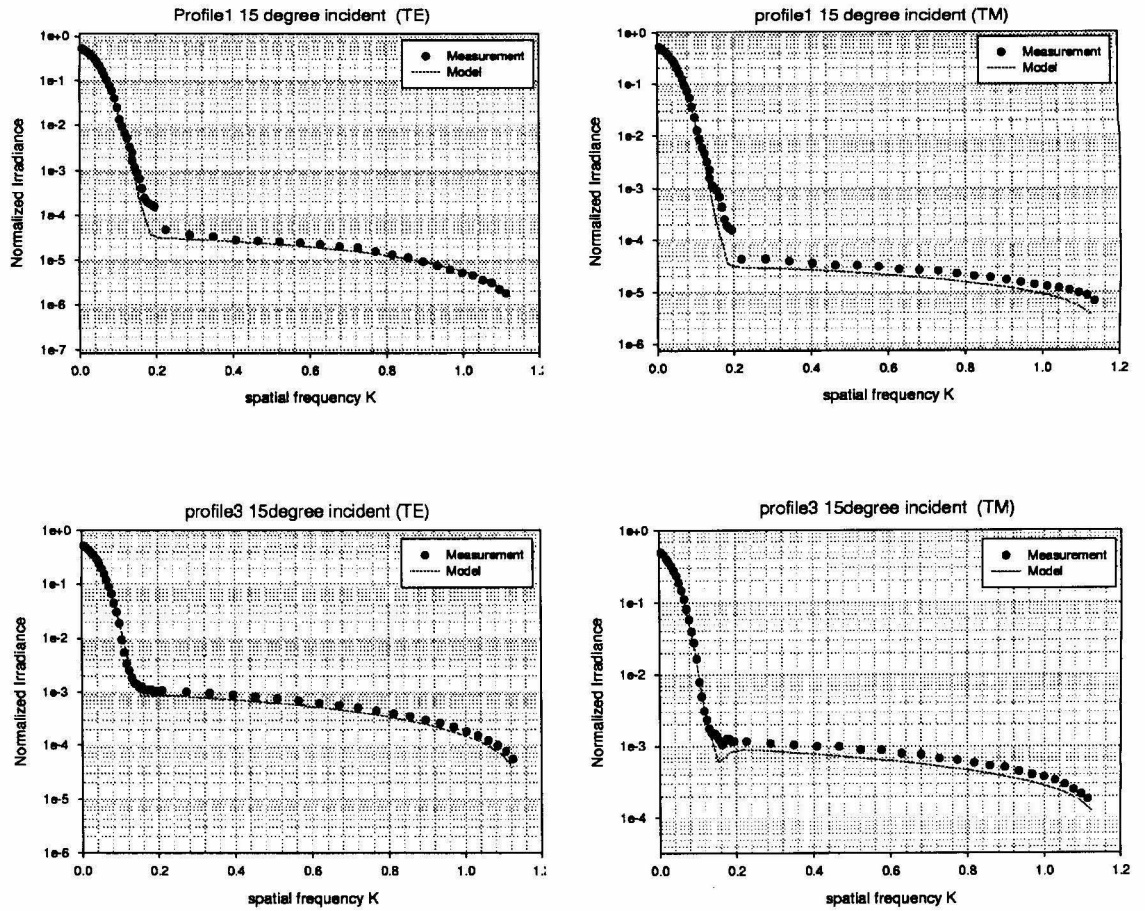 Profile1 15 degree incident (TE)
Normalized Irradiance
1e+0
1e-1
1e-2
1e-3
1e-4
1e-5
1e-6
1e-7
Measurement
Model
0.0 0.2 0.4 0.6 0.8 1.0 1.:
spatial frequency K
profile1 15 degree incident (TM)
Normalized Irradiance
1e+0
1e-1
1e-2
1e-3
1e-4
1e-5
1e-6
Measurement
Model
0.0 0.2 0.4 0.6 0.8 1.0 1.2
spatial frequency K
profile3 15degree incident (TE)
Normalized Irradiance
1e+0
1e-1
1e-2
1e-3
1e-4
1e-5
1e-6
Measurement
Model
0.0 0.2 0.4 0.6 0.8 1.0 1.:
spatial frequency K
profile3 15degree incident (TM)
Normalized Irradiance
1e+0
1e-1
1e-2
1e-3
1e-4
Measurement
Model
0.0 0.2 0.4 0.6 0.8 1.0 1.2
spatial frequency K